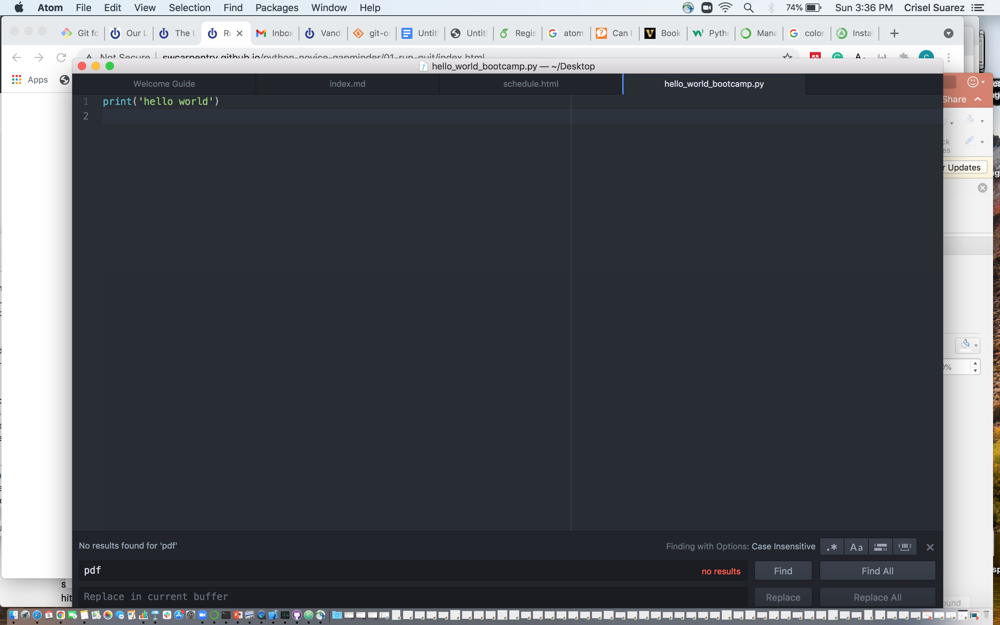 Atom File Edit View Selection Find Packages Window Help 74% Sun 3:36 PM Crisel Suarez
Git fo Our L The Inbox Vand git-o Untitl Untitl Regis atom. Can I Book Pytho Mana color Instal
Not Secure swcarpentry.github.io/python-novice-gapminder/01-run-quit/index.html
hello_world_bootcamp.py — ~/Desktop
Apps
Welcome Guide index.md schedule.html hello_world_bootcamp.py
Share
1 print('hello world')
2
Updates
No results found for 'pdf'
Finding with Options: Case Insensitive .* Aa
pdf no results Find Find All
Replace in current buffer Replace Replace All
hit